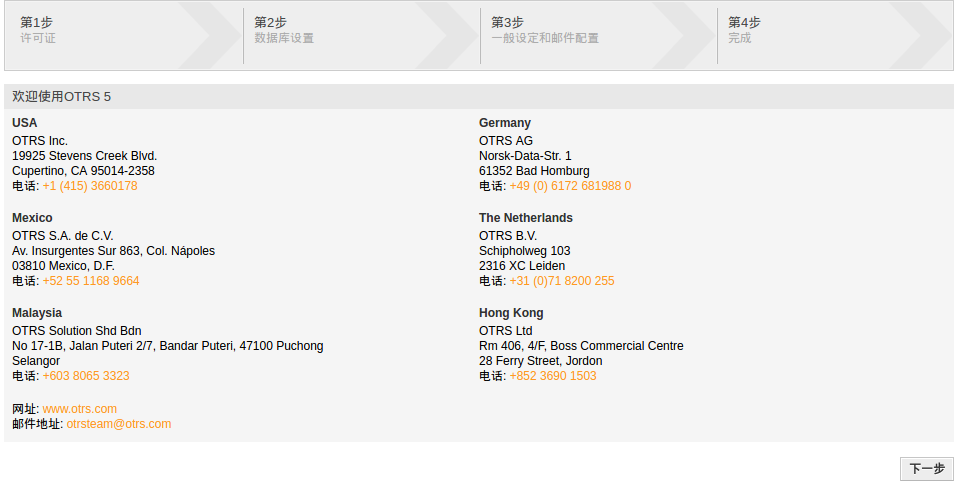 第1步
许可证
第2步
数据库设置
第3步
一般设定和邮件配置
第4步
完成
欢迎使用OTRS 5
USA
OTRS Inc.
19925 Stevens Creek Blvd.
Cupertino, CA 95014-2358
电话: +1 (415) 3660178
Germany
OTRS AG
Norsk-Data-Str. 1
61352 Bad Homburg
电话: +49 (0) 6172 681988 0
Mexico
OTRS S.A. de C.V.
Av. Insurgentes Sur 863, Col. Nápoles
03810 Mexico, D.F.
电话: +52 55 1168 9664
The Netherlands
OTRS B.V.
Schipholweg 103
2316 XC Leiden
电话: +31 (0)71 8200 255
Malaysia
OTRS Solution Shd Bdn
No 17-1B, Jalan Puteri 2/7, Bandar Puteri, 47100 Puchong
Selangor
电话: +603 8065 3323
Hong Kong
OTRS Ltd
Rm 406, 4/F, Boss Commercial Centre
28 Ferry Street, Jordon
电话: +852 3690 1503
网址: www.otrs.com
邮件地址: otrsteam@otrs.com
下一步